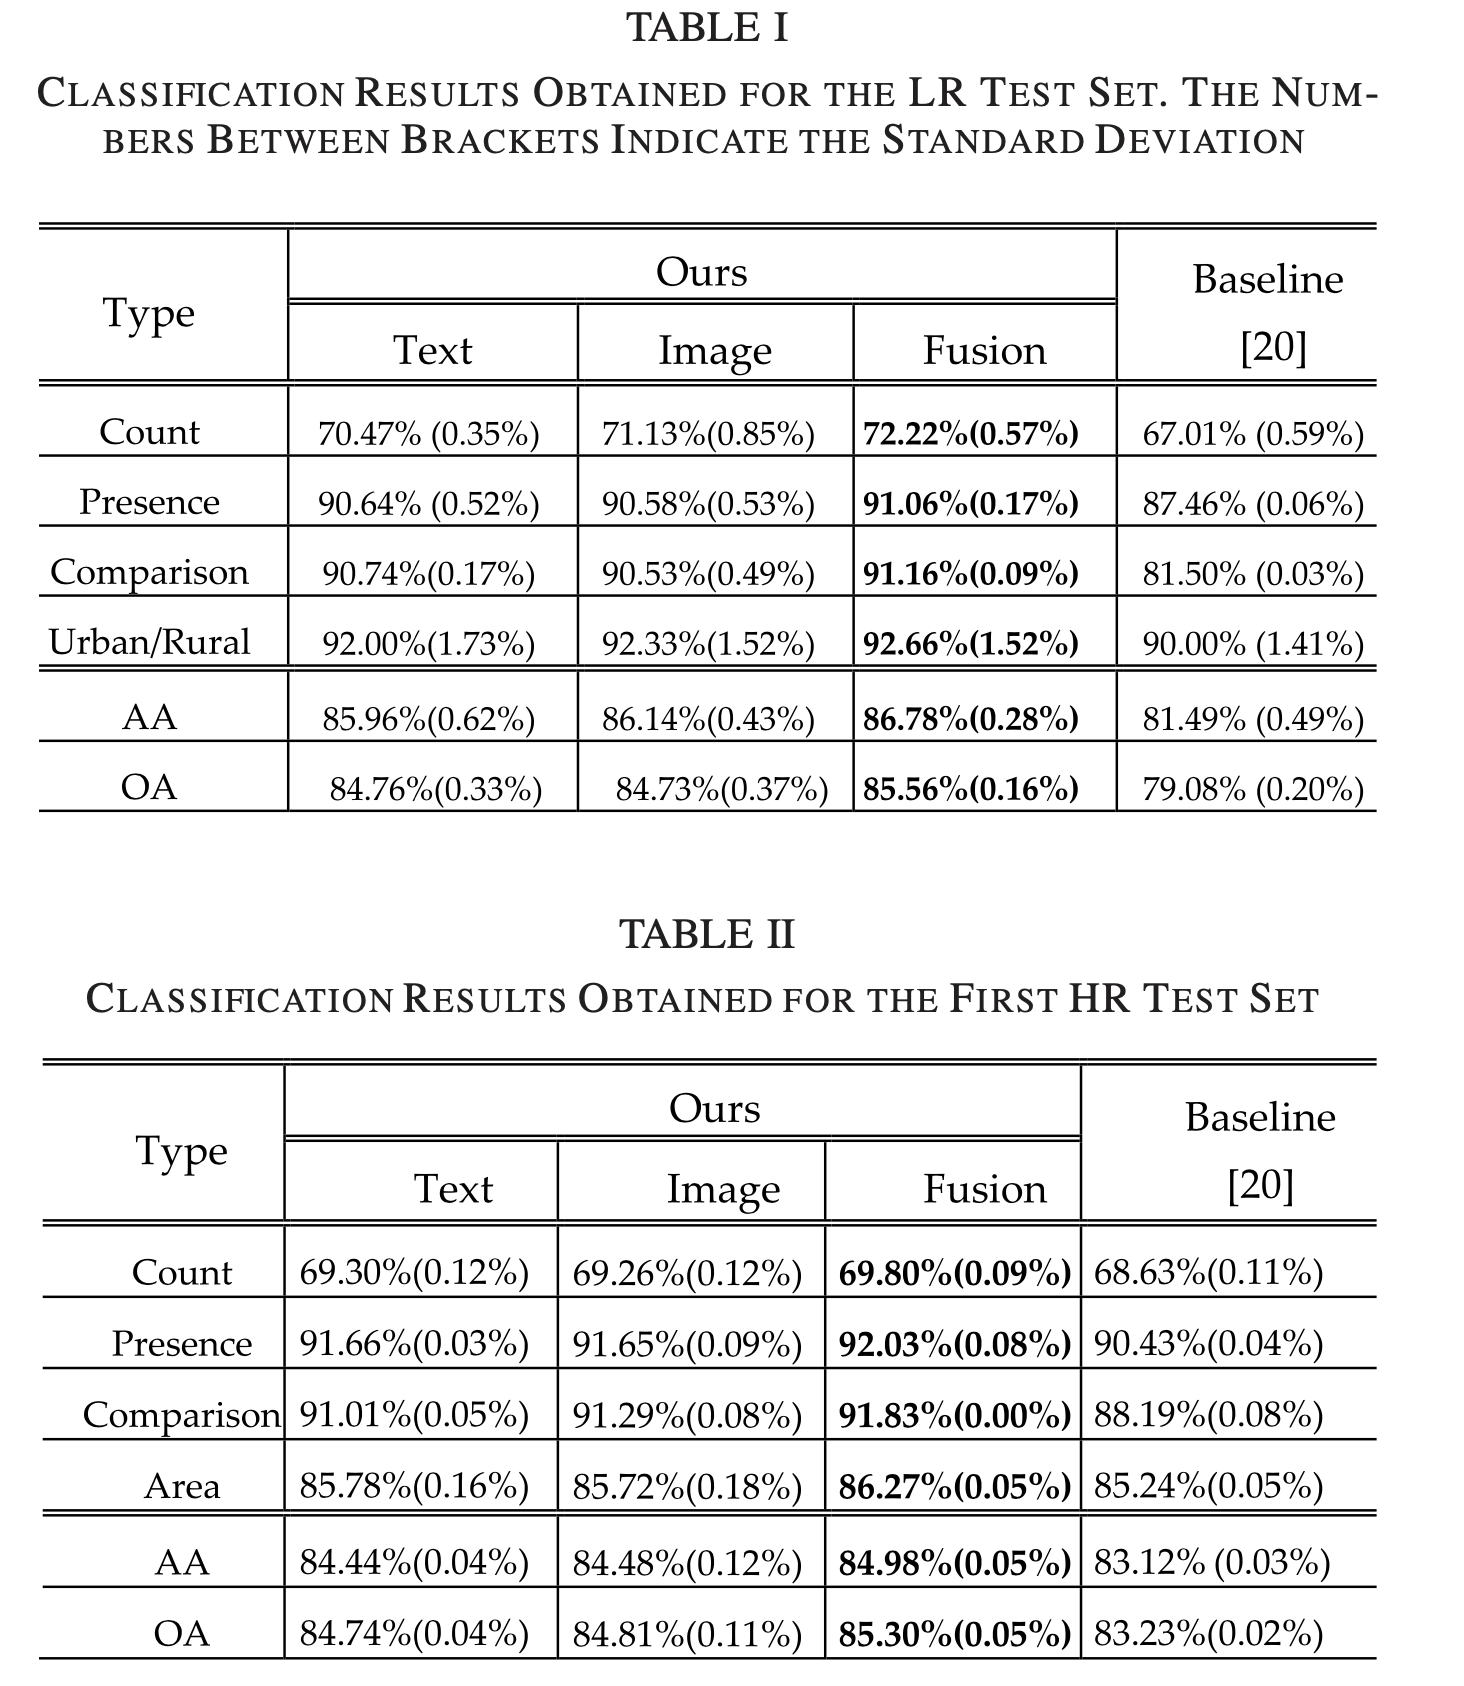 TABLE I
CLASSIFICATION RESULTS OBTAINED FOR THE LR TEST SET. THE NUM-
BERS BETWEEN BRACKETS INDICATE THE STANDARD DEVIATION
Type Ours Baseline
[20]
Text Image Fusion
Count 70.47% (0.35%) 71.13%(0.85%) 72.22%(0.57%) 67.01% (0.59%)
Presence 90.64% (0.52%) 90.58%(0.53%) 91.06%(0.17%) 87.46% (0.06%)
Comparison 90.74%(0.17%) 90.53%(0.49%) 91.16%(0.09%) 81.50% (0.03%)
Urban/Rural 92.00%(1.73%) 92.33%(1.52%) 92.66%(1.52%) 90.00% (1.41%)
AA 85.96%(0.62%) 86.14%(0.43%) 86.78%(0.28%) 81.49% (0.49%)
OA 84.76%(0.33%) 84.73%(0.37%) 85.56%(0.16%) 79.08% (0.20%)
TABLE II
CLASSIFICATION RESULTS OBTAINED FOR THE FIRST HR TEST SET
Type Ours Baseline
[20]
Text Image Fusion
Count 69.30%(0.12%) 69.26%(0.12%) 69.80%(0.09%) 68.63%(0.11%)
Presence 91.66%(0.03%) 91.65%(0.09%) 92.03%(0.08%) 90.43%(0.04%)
Comparison 91.01%(0.05%) 91.29%(0.08%) 91.83%(0.00%) 88.19%(0.08%)
Area 85.78%(0.16%) 85.72%(0.18%) 86.27%(0.05%) 85.24%(0.05%)
AA 84.44%(0.04%) 84.48%(0.12%) 84.98%(0.05%) 83.12% (0.03%)
OA 84.74%(0.04%) 84.81%(0.11%) 85.30%(0.05%) 83.23%(0.02%)